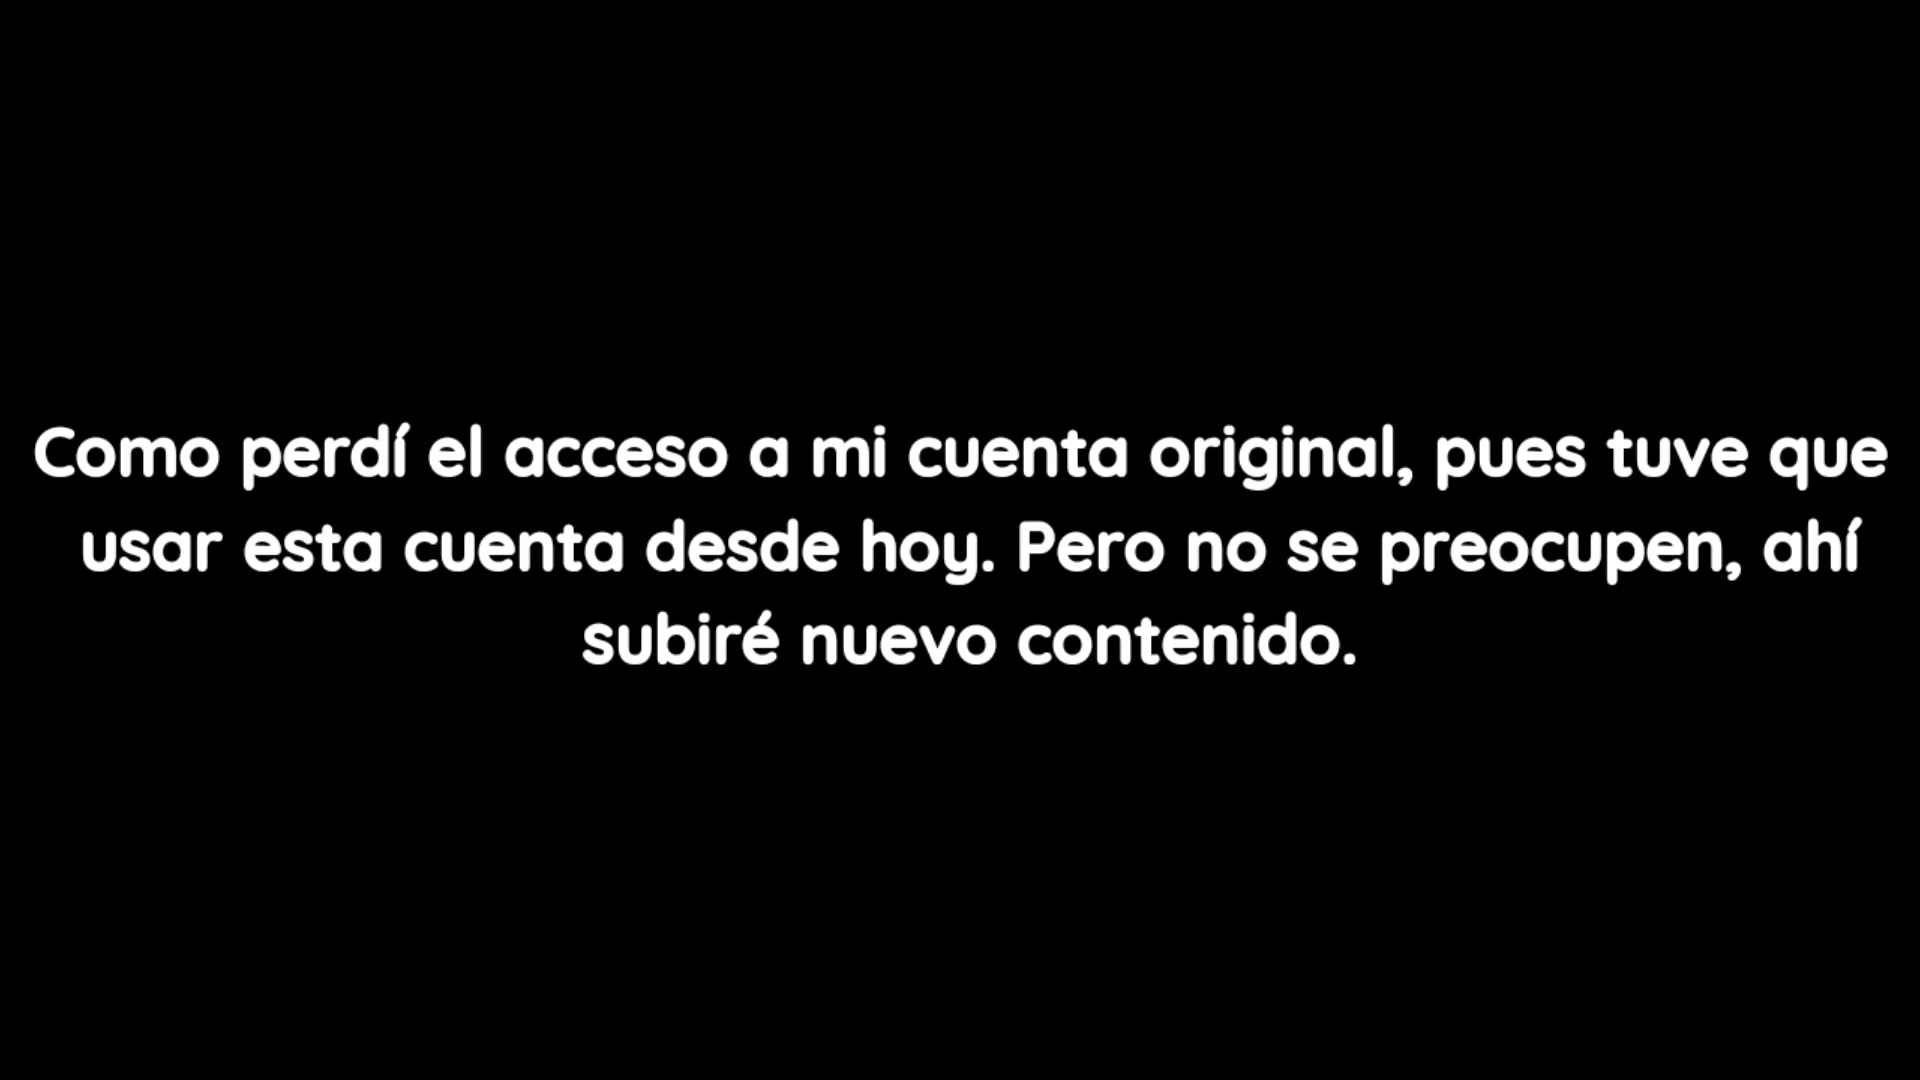 Como perdí el acceso a mi cuenta original, pues tuve que
usar esta cuenta desde hoy. Pero no se preocupen, ahí
subiré nuevo contenido.